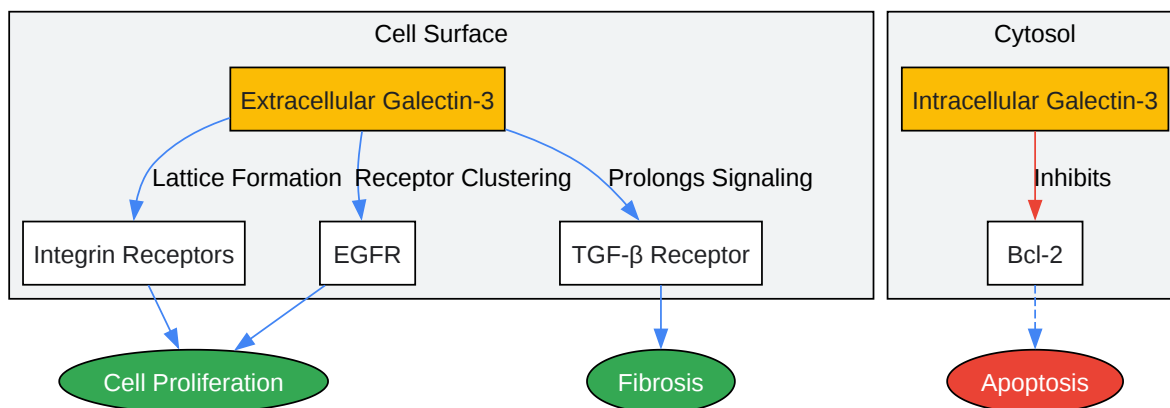 Cell Surface
Cytosol
Extracellular Galectin-3
Intracellular Galectin-3
Lattice Formation
Receptor Clustering
Prolongs Signaling
Inhibits
Integrin Receptors
EGFR
TGF-β Receptor
Bcl-2
Cell Proliferation
Fibrosis
Apoptosis